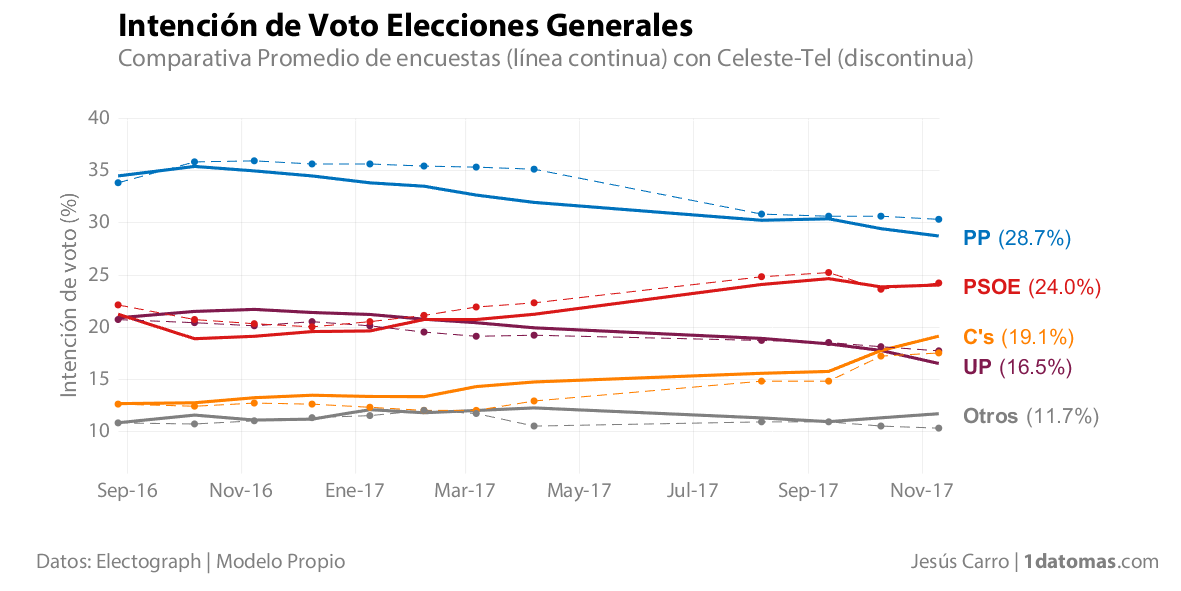 Intención de Voto Elecciones Generales
Comparativa Promedio de encuestas (línea continua) con Celeste-Tel (discontinua)
Intención de voto (%)
40
35
30
25
20
15
10
PP (28.7%)
PSOE (24.0%)
C's (19.1%)
UP (16.5%)
Otros (11.7%)
Sep-16 Nov-16 Ene-17 Mar-17 May-17 Jul-17 Sep-17 Nov-17
Datos: Electograph | Modelo Propio
Jesús Carro | 1datomas.com